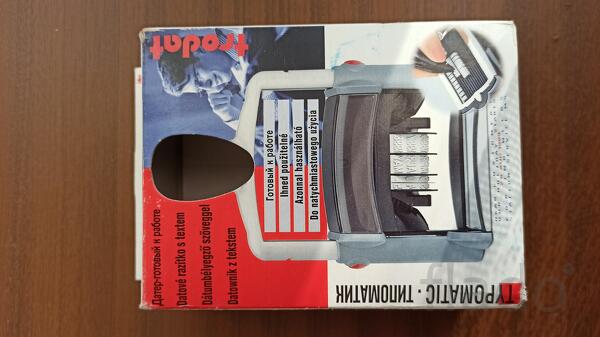 trodat
Готовый к работе
Ihned použitelné
Azonnal használható
Do natychmiastowego użycia
Датер-готовый к работе
Datové razítko s textem
Dátumbélyegző szöveggel
Datownik z tekstem
TYPOMATIC · ТИПОМАТИК